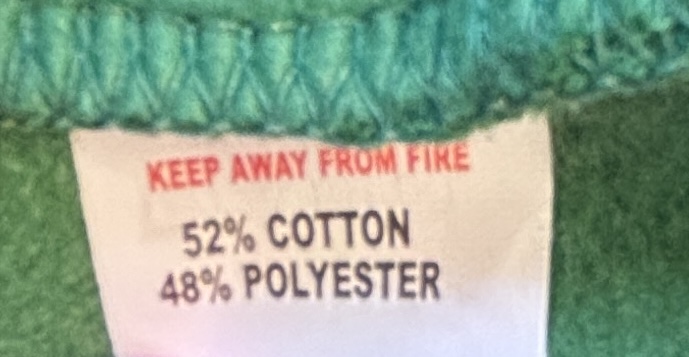 KEEP AWAY FROM FIRE
52% COTTON
48% POLYESTER